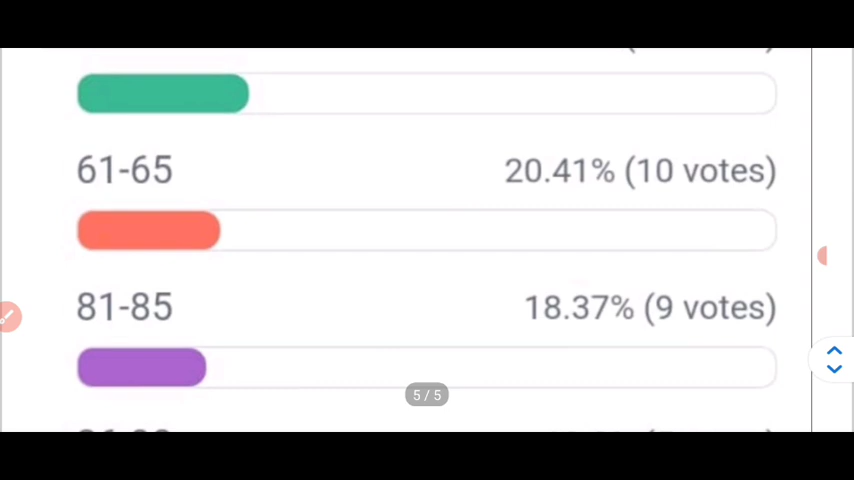 61-65 20.41% (10 votes)
81-85 18.37% (9 votes)
5 / 5